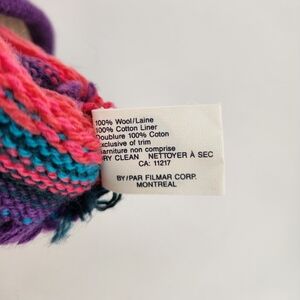 100% Wool/Laine
100% Cotton Liner
Doublure 100% Coton
Exclusive of trim
Garniture non comprise
DRY CLEAN NETTOYER À SEC
CA: 11217
BY/PAR FILMAR CORP.
MONTREAL